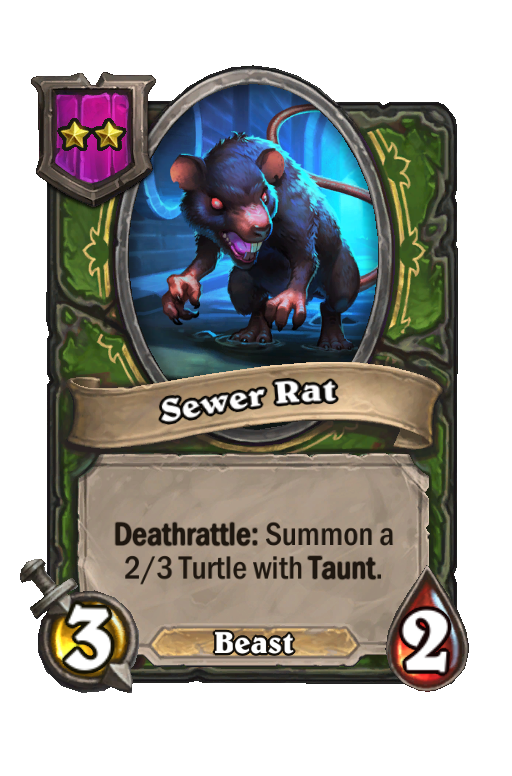 Sewer Rat
Deathrattle: Summon a
2/3 Turtle with Taunt.
3
Beast
2